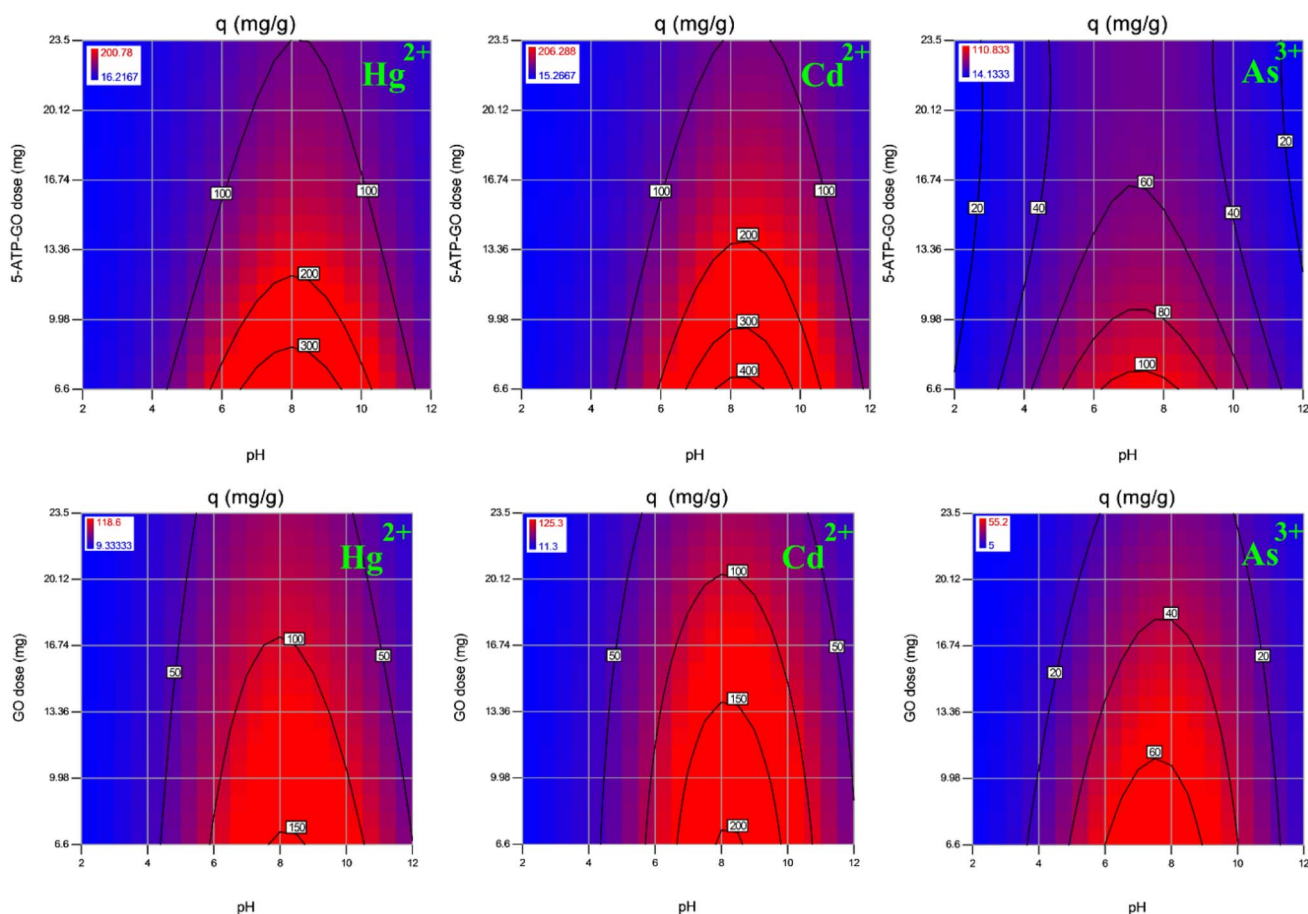 q (mg/g)
23.5
20.12
16.74
13.36
9.98
6.6
5-ATP-GO dose (mg)
200.78
16.2167
Hg2+
100
100
200
300
2 4 6 8 10 12
pH
q (mg/g)
23.5
20.12
16.74
13.36
9.98
6.6
5-ATP-GO dose (mg)
206.288
15.2667
Cd2+
100
100
200
300
400
2 4 6 8 10 12
pH
q (mg/g)
23.5
20.12
16.74
13.36
9.98
6.6
5-ATP-GO dose (mg)
110.833
14.1333
As3+
20
20
40
40
60
80
100
2 4 6 8 10 12
pH
q (mg/g)
23.5
20.12
16.74
13.36
9.98
6.6
GO dose (mg)
118.6
9.33333
Hg2+
50
50
100
150
2 4 6 8 10 12
pH
q (mg/g)
23.5
20.12
16.74
13.36
9.98
6.6
GO dose (mg)
125.3
11.3
Cd2+
50
50
100
150
200
2 4 6 8 10 12
pH
q (mg/g)
23.5
20.12
16.74
13.36
9.98
6.6
GO dose (mg)
55.2
5
As3+
20
20
40
60
2 4 6 8 10 12
pH